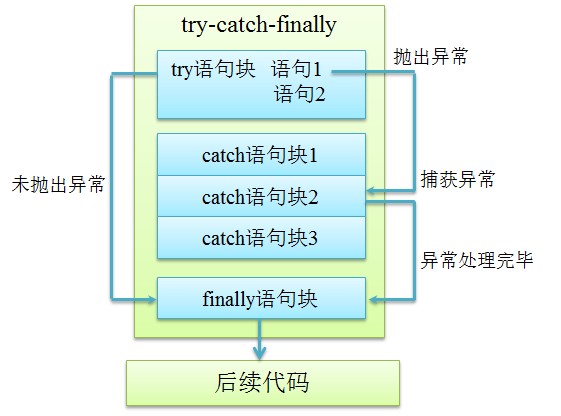 try-catch-finally
try语句块 语句1
语句2
抛出异常
catch语句块1
未抛出异常
catch语句块2
捕获异常
catch语句块3
异常处理完毕
finally语句块
后续代码